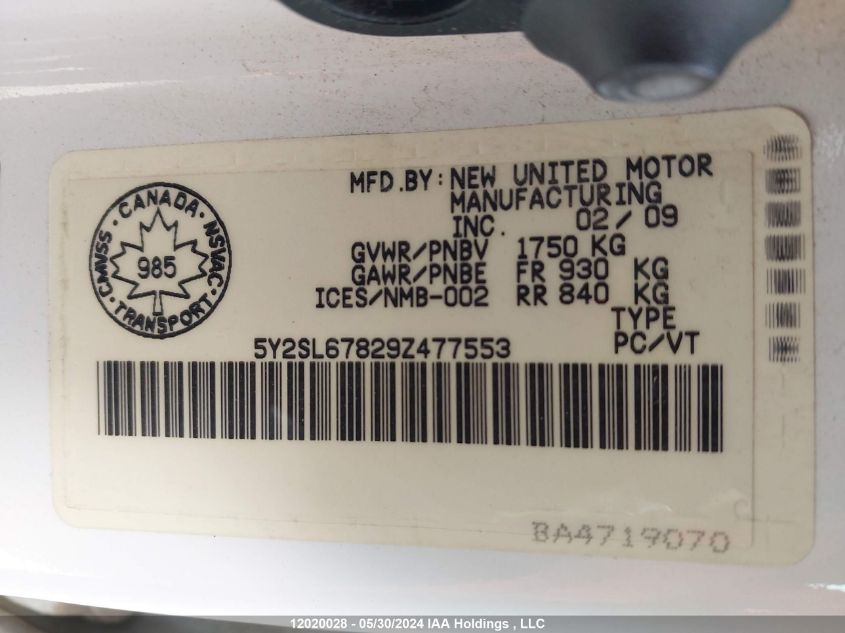 MFD.BY: NEW UNITED MOTOR
MANUFACTURING
INC. 02/09
GVWR/PNBV 1750 KG
GAWR/PNBE FR 930 KG
ICES/NMB-002 RR 840 KG
TYPE
PC/VT
CMVSS · CANADA · NSVAC · TRANSPORT ·
985
5Y2SL67829Z477553
BA4719070
12020028 - 05/30/2024 IAA Holdings , LLC